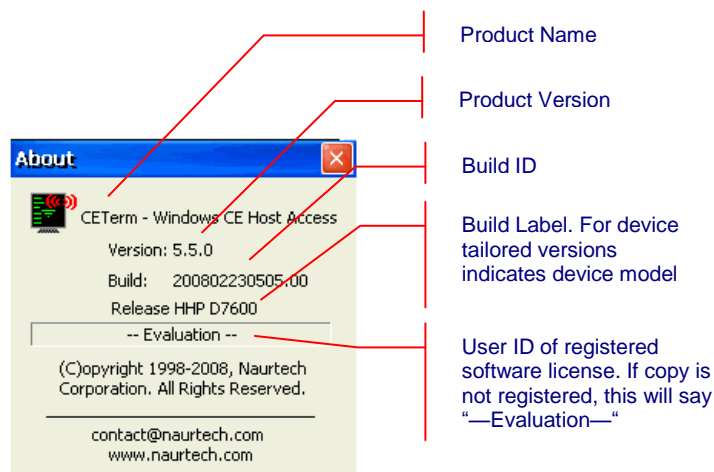 Product Name
Product Version
Build ID
Build Label. For device
tailored versions
indicates device model
User ID of registered
software license. If copy is
not registered, this will say
“—Evaluation—“
About
CETerm - Windows CE Host Access
Version: 5.5.0
Build: 200802230505.00
Release HHP D7600
-- Evaluation --
(C)opyright 1998-2008, Naurtech
Corporation. All Rights Reserved.
contact@naurtech.com
www.naurtech.com